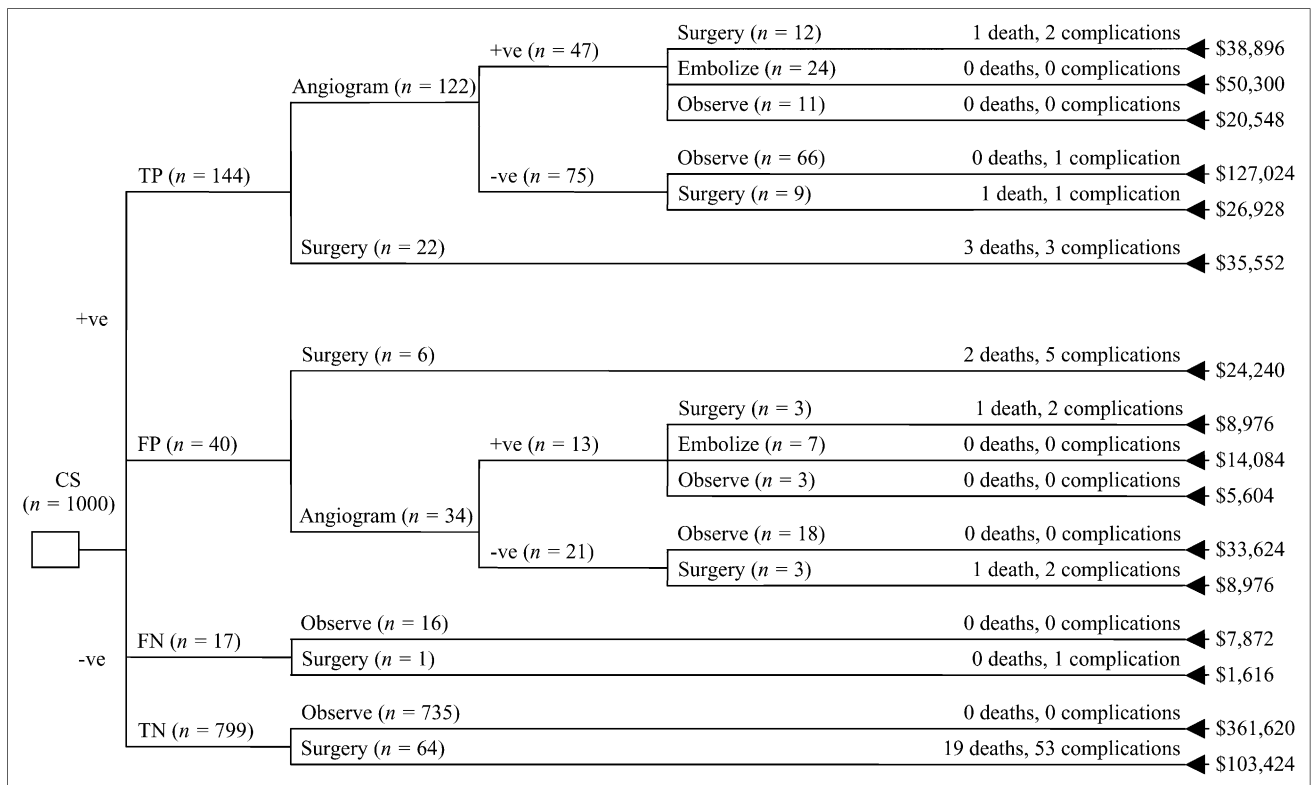 Surgery (n = 12) 1 death, 2 complications $38,896
+ve (n = 47)
Embolize (n = 24) 0 deaths, 0 complications $50,300
Angiogram (n = 122)
Observe (n = 11) 0 deaths, 0 complications $20,548
Observe (n = 66) 0 deaths, 1 complication $127,024
TP (n = 144)
-ve (n = 75)
Surgery (n = 9) 1 death, 1 complication $26,928
Surgery (n = 22) 3 deaths, 3 complications $35,552
+ve
Surgery (n = 6) 2 deaths, 5 complications $24,240
Surgery (n = 3) 1 death, 2 complications $8,976
FP (n = 40)
+ve (n = 13)
Embolize (n = 7) 0 deaths, 0 complications $14,084
CS
(n = 1000)
Observe (n = 3) 0 deaths, 0 complications $5,604
Angiogram (n = 34)
Observe (n = 18) 0 deaths, 0 complications $33,624
-ve (n = 21)
Surgery (n = 3) 1 death, 2 complications $8,976
Observe (n = 16) 0 deaths, 0 complications $7,872
FN (n = 17)
-ve
Surgery (n = 1) 0 deaths, 1 complication $1,616
Observe (n = 735) 0 deaths, 0 complications $361,620
TN (n = 799)
Surgery (n = 64) 19 deaths, 53 complications $103,424